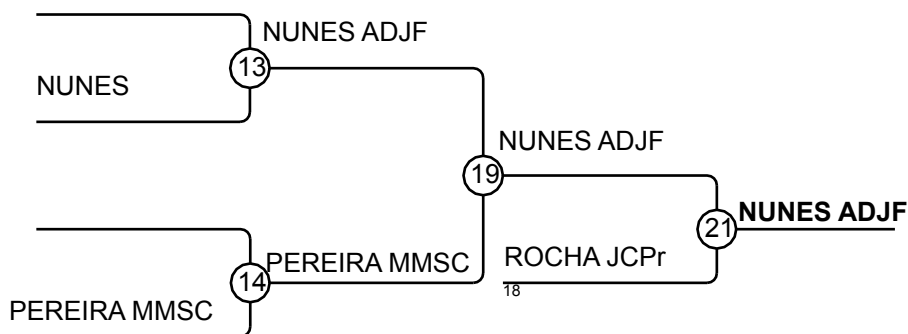 NUNES ADJF
13
NUNES
NUNES ADJF
19
NUNES ADJF
21
PEREIRA MMSC
ROCHA JCPr
14
18
PEREIRA MMSC